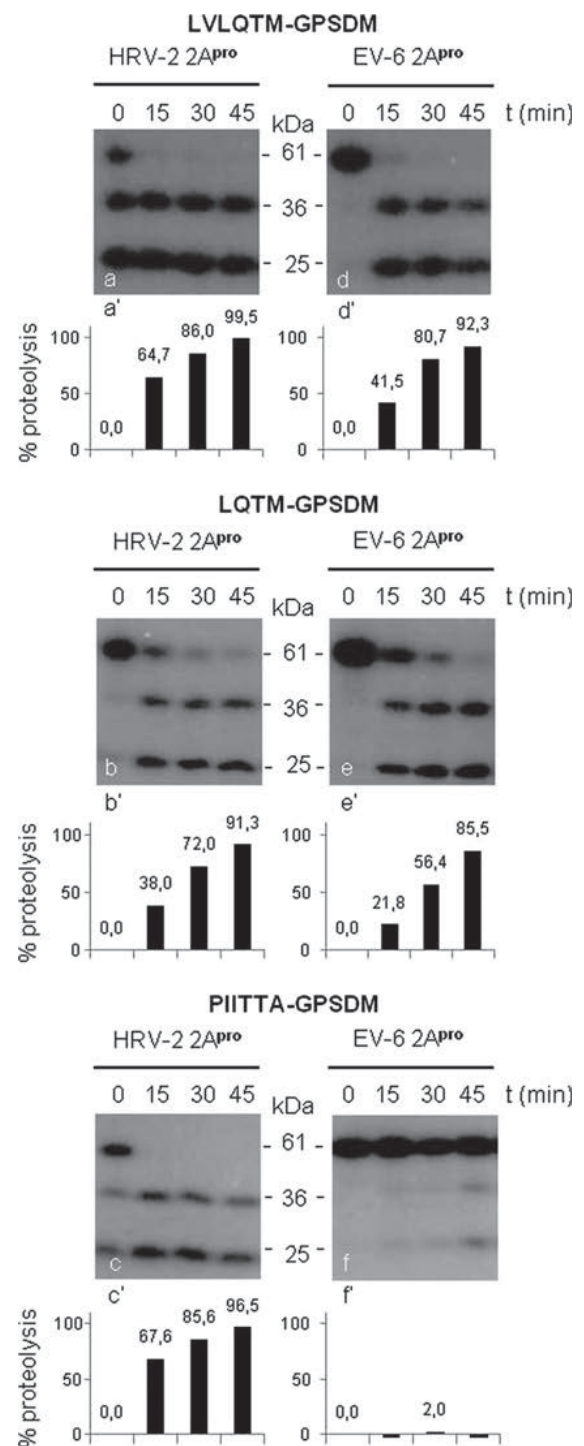 LVLQTM-GPSDM
HRV-2 2Apro EV-6 2Apro
0 15 30 45 kDa 0 15 30 45 t (min)
- 61 -
- 36 -
- 25 -
a d
a' d'
% proteolysis
100
50
0
0,0 64,7 86,0 99,5
100
50
0
0,0 41,5 80,7 92,3
LQTM-GPSDM
HRV-2 2Apro EV-6 2Apro
0 15 30 45 kDa 0 15 30 45 t (min)
- 61 -
- 36 -
- 25 -
b e
b' e'
% proteolysis
100
50
0
0,0 38,0 72,0 91,3
100
50
0
0,0 21,8 56,4 85,5
PIITTA-GPSDM
HRV-2 2Apro EV-6 2Apro
0 15 30 45 kDa 0 15 30 45 t (min)
- 61 -
- 36 -
- 25 -
c f
c' f'
% proteolysis
100
50
0
0,0 67,6 85,6 96,5
100
50
0
0,0 2,0